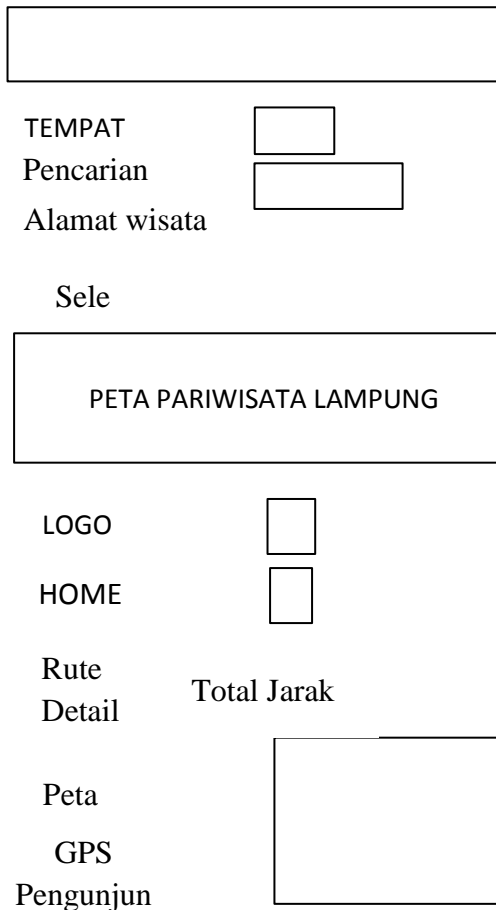 TEMPAT
Pencarian
Alamat wisata
Sele
PETA PARIWISATA LAMPUNG
LOGO
HOME
Rute
Detail
Total Jarak
Peta
GPS
Pengunjun